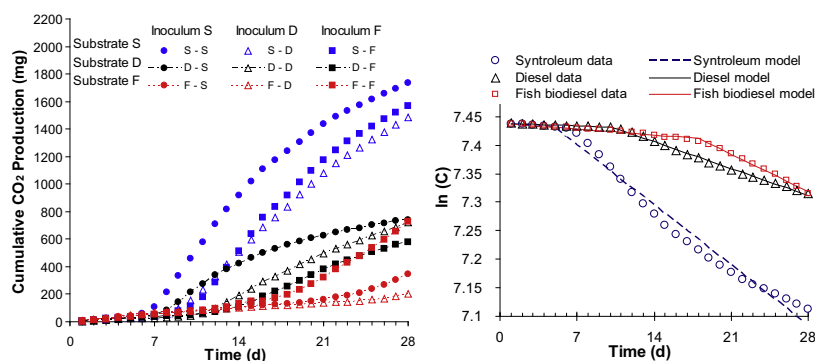 Inoculum S Inoculum D Inoculum F
Substrate S S - S S - D S - F
Substrate D D - S D - D D - F
Substrate F F - S F - D F - F
Cumulative CO₂ Production (mg)
2200
2000
1800
1600
1400
1200
1000
800
600
400
200
0
0 7 14 21 28
Time (d)
Syntroleum data Syntroleum model
Diesel data Diesel model
Fish biodiesel data Fish biodiesel model
ln (C)
7.45
7.4
7.35
7.3
7.25
7.2
7.15
7.1
0 7 14 21 28
Time (d)